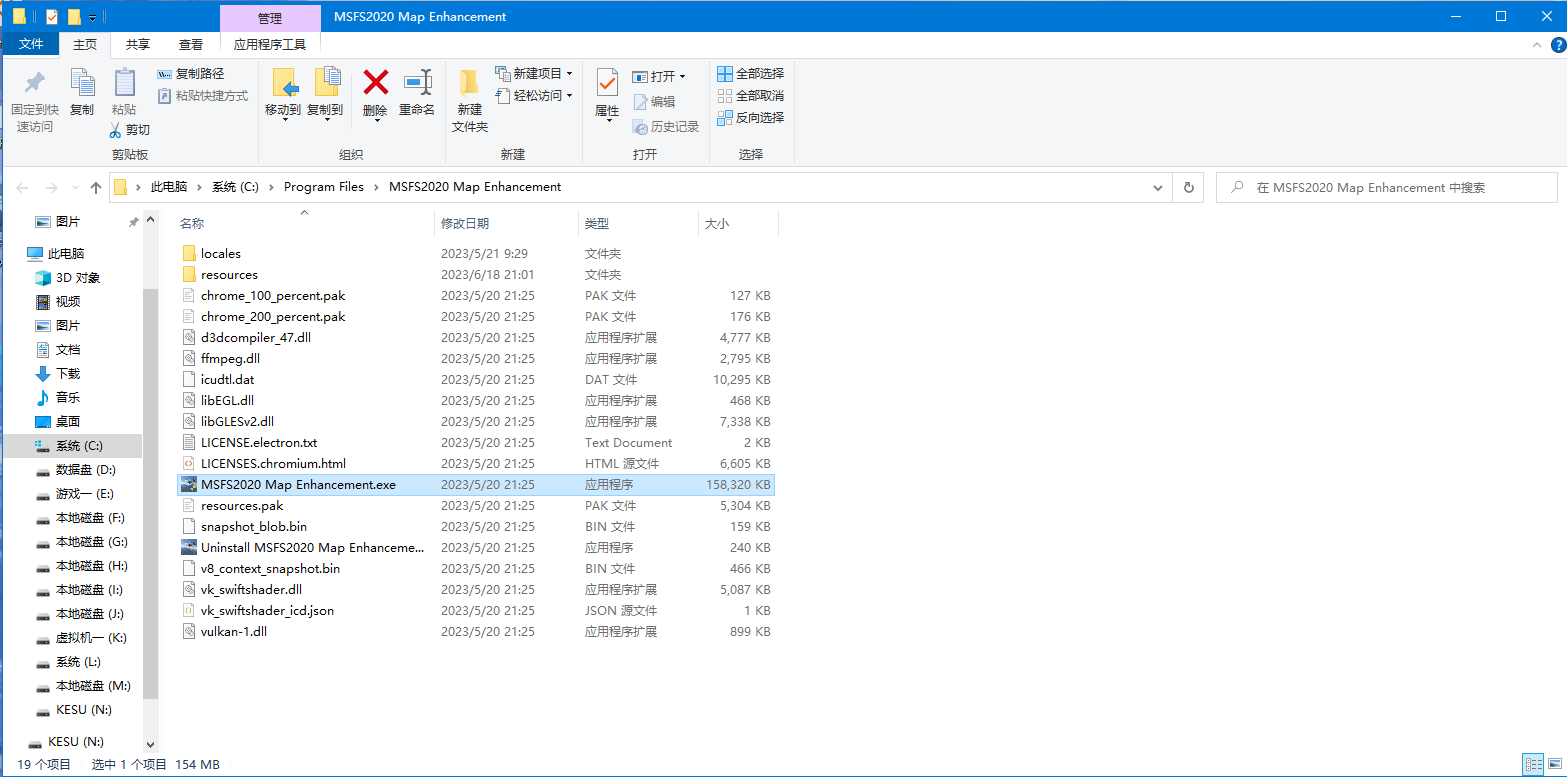 管理
MSFS2020 Map Enhancement
文件
主页
共享
查看
应用程序工具
固定到快
速访问
复制
粘贴
复制路径
粘贴快捷方式
剪切
剪贴板
移动到
复制到
删除
重命名
组织
新建
文件夹
新建项目
轻松访问
新建
属性
打开
编辑
历史记录
打开
全部选择
全部取消
反向选择
选择
此电脑 系统 (C:) Program Files MSFS2020 Map Enhancement
在 MSFS2020 Map Enhancement 中搜索
图片
此电脑
3D 对象
视频
图片
文档
下载
音乐
桌面
系统 (C:)
数据盘 (D:)
游戏一 (E:)
本地磁盘 (F:)
本地磁盘 (G:)
本地磁盘 (H:)
本地磁盘 (I:)
本地磁盘 (J:)
虚拟机一 (K:)
系统 (L:)
本地磁盘 (M:)
KESU (N:)
KESU (N:)
名称 修改日期 类型 大小
locales 2023/5/21 9:29 文件夹
resources 2023/6/18 21:01 文件夹
chrome_100_percent.pak 2023/5/20 21:25 PAK 文件 127 KB
chrome_200_percent.pak 2023/5/20 21:25 PAK 文件 176 KB
d3dcompiler_47.dll 2023/5/20 21:25 应用程序扩展 4,777 KB
ffmpeg.dll 2023/5/20 21:25 应用程序扩展 2,795 KB
icudtl.dat 2023/5/20 21:25 DAT 文件 10,295 KB
libEGL.dll 2023/5/20 21:25 应用程序扩展 468 KB
libGLESv2.dll 2023/5/20 21:25 应用程序扩展 7,338 KB
LICENSE.electron.txt 2023/5/20 21:25 Text Document 2 KB
LICENSES.chromium.html 2023/5/20 21:25 HTML 源文件 6,605 KB
MSFS2020 Map Enhancement.exe 2023/5/20 21:25 应用程序 158,320 KB
resources.pak 2023/5/20 21:25 PAK 文件 5,304 KB
snapshot_blob.bin 2023/5/20 21:25 BIN 文件 159 KB
Uninstall MSFS2020 Map Enhanceme... 2023/5/20 21:25 应用程序 240 KB
v8_context_snapshot.bin 2023/5/20 21:25 BIN 文件 466 KB
vk_swiftshader.dll 2023/5/20 21:25 应用程序扩展 5,087 KB
vk_swiftshader_icd.json 2023/5/20 21:25 JSON 源文件 1 KB
vulkan-1.dll 2023/5/20 21:25 应用程序扩展 899 KB
19 个项目 选中 1 个项目 154 MB